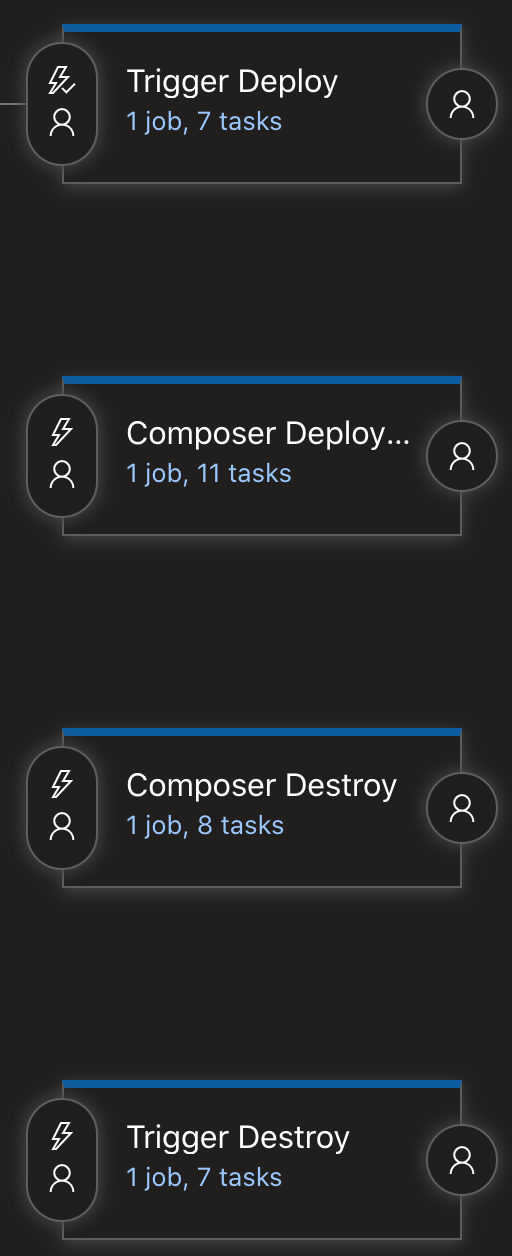 Trigger Deploy
1 job, 7 tasks
Composer Deploy...
1 job, 11 tasks
Composer Destroy
1 job, 8 tasks
Trigger Destroy
1 job, 7 tasks